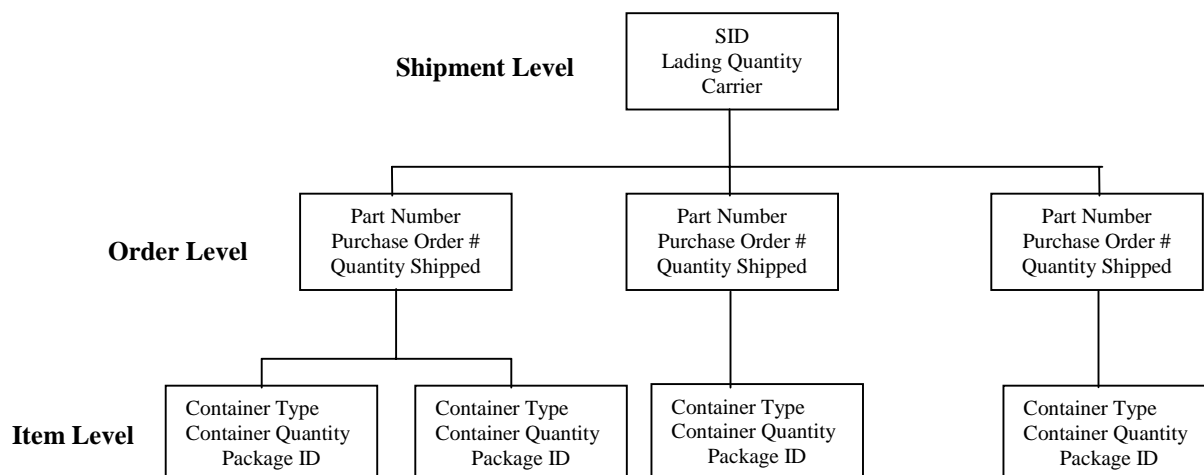 Shipment Level
SID
Lading Quantity
Carrier
Order Level
Part Number
Purchase Order #
Quantity Shipped
Part Number
Purchase Order #
Quantity Shipped
Part Number
Purchase Order #
Quantity Shipped
Item Level
Container Type
Container Quantity
Package ID
Container Type
Container Quantity
Package ID
Container Type
Container Quantity
Package ID
Container Type
Container Quantity
Package ID